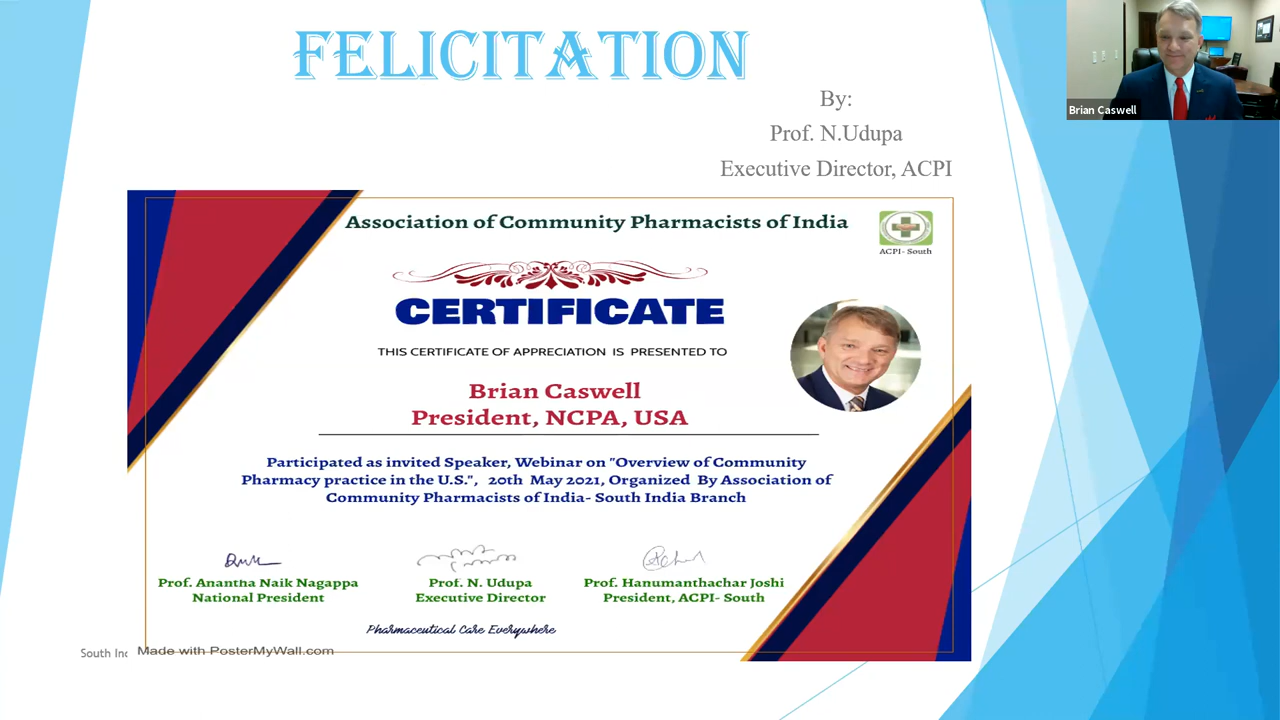 FELICITATION
By:
Prof. N.Udupa
Executive Director, ACPI
Brian Caswell
Association of Community Pharmacists of India
ACPI- South
CERTIFICATE
THIS CERTIFICATE OF APPRECIATION IS PRESENTED TO
Brian Caswell
President, NCPA, USA
Participated as invited Speaker, Webinar on "Overview of Community
Pharmacy practice in the U.S.", 20th May 2021, Organized By Association of
Community Pharmacists of India- South India Branch
Prof. Anantha Naik Nagappa
National President
Prof. N. Udupa
Executive Director
Prof. Hanumanthachar Joshi
President, ACPI- South
Pharmaceutical Care Everywhere
South Ind
Made with PosterMyWall.com